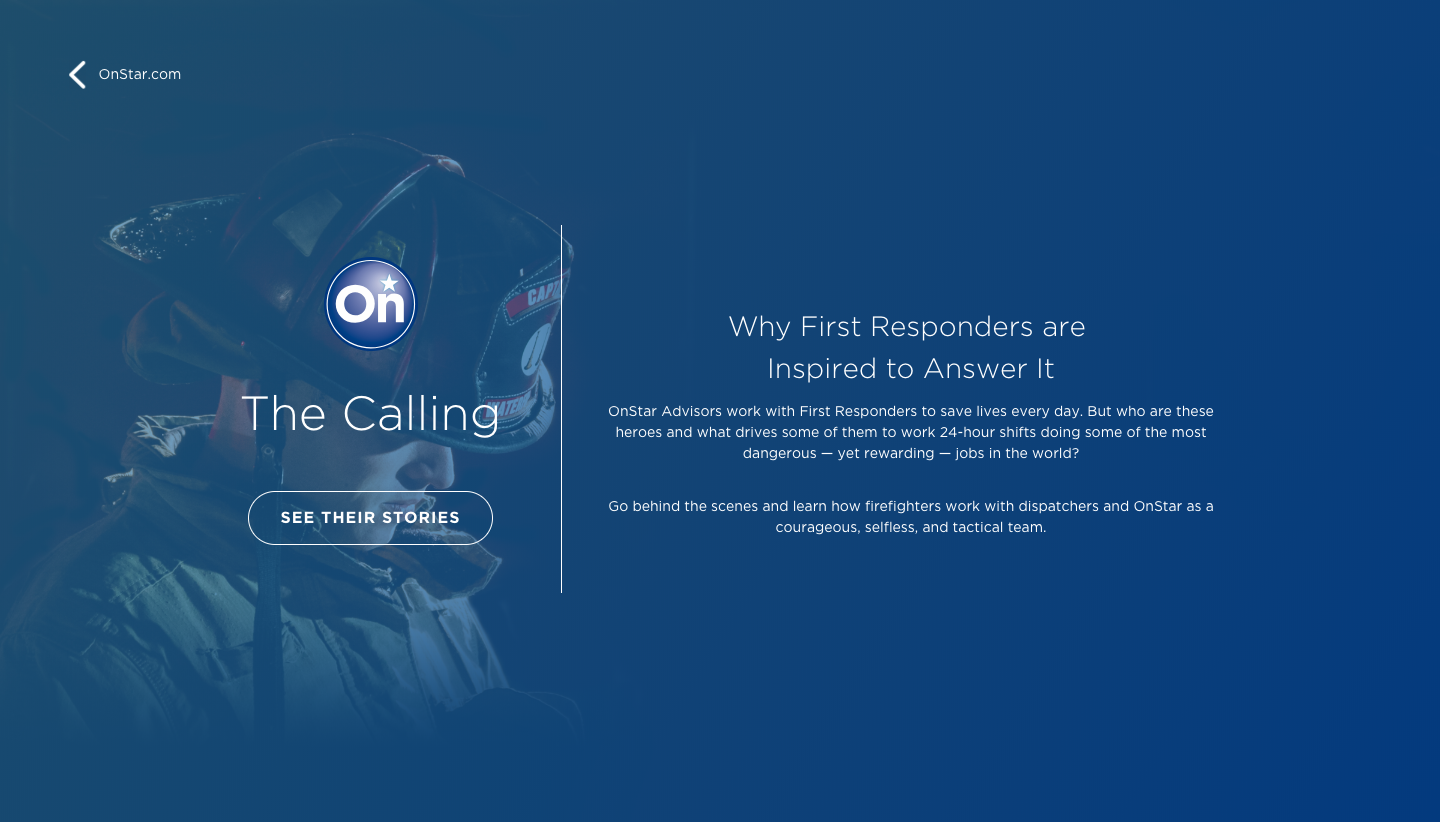 OnStar.com
On
The Calling
SEE THEIR STORIES
Why First Responders are
Inspired to Answer It
OnStar Advisors work with First Responders to save lives every day. But who are these
heroes and what drives some of them to work 24-hour shifts doing some of the most
dangerous — yet rewarding — jobs in the world?
Go behind the scenes and learn how firefighters work with dispatchers and OnStar as a
courageous, selfless, and tactical team.